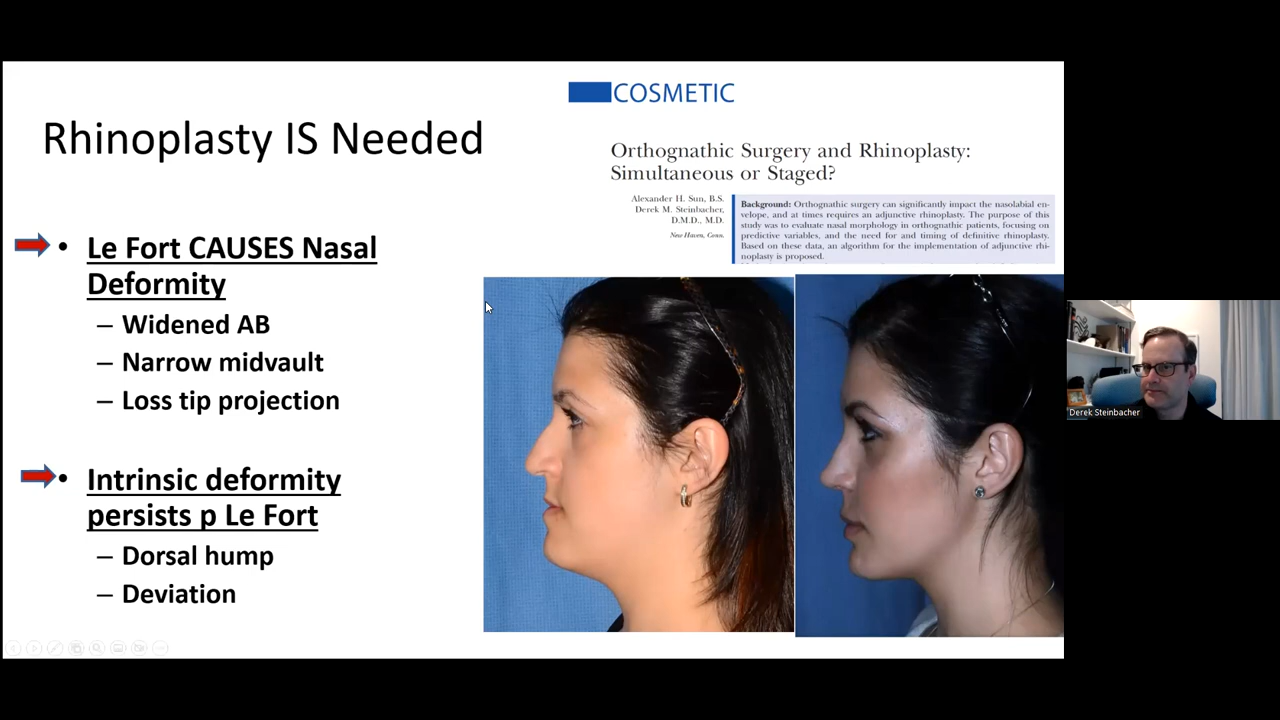 COSMETIC
Rhinoplasty IS Needed
Orthognathic Surgery and Rhinoplasty:
Simultaneous or Staged?
Alexander H. Sun, B.S.
Derek M. Steinbacher,
D.M.D., M.D.
New Haven, Conn.
Background: Orthognathic surgery can significantly impact the nasolabial en-
velope, and at times requires an adjunctive rhinoplasty. The purpose of this
study was to evaluate nasal morphology in orthognathic patients, focusing on
predictive variables, and the need for and timing of definitive rhinoplasty.
Based on these data, an algorithm for the implementation of adjunctive rhi-
noplasty is proposed.
• Le Fort CAUSES Nasal
Deformity
– Widened AB
– Narrow midvault
– Loss tip projection
• Intrinsic deformity
persists p Le Fort
– Dorsal hump
– Deviation
Derek Steinbacher